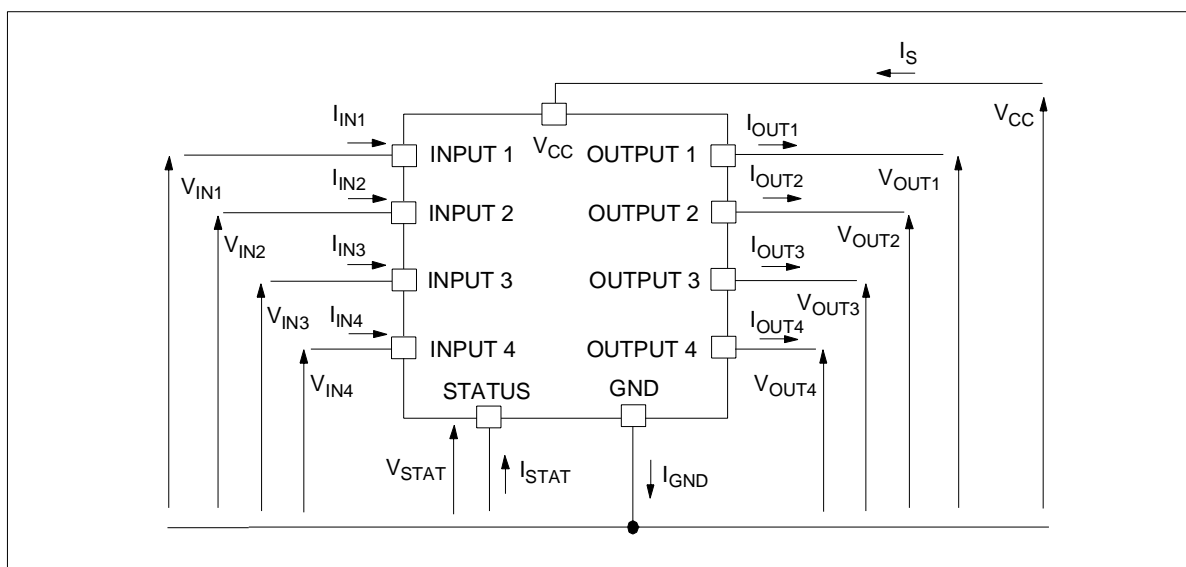 I_S
V_CC
I_IN1
I_OUT1
V_CC
INPUT 1
OUTPUT 1
V_IN1
I_IN2
I_OUT2
V_OUT1
INPUT 2
OUTPUT 2
V_IN2
I_IN3
I_OUT3
V_OUT2
INPUT 3
OUTPUT 3
V_IN3
I_IN4
I_OUT4
V_OUT3
INPUT 4
OUTPUT 4
V_IN4
STATUS
GND
V_OUT4
V_STAT
I_STAT
I_GND